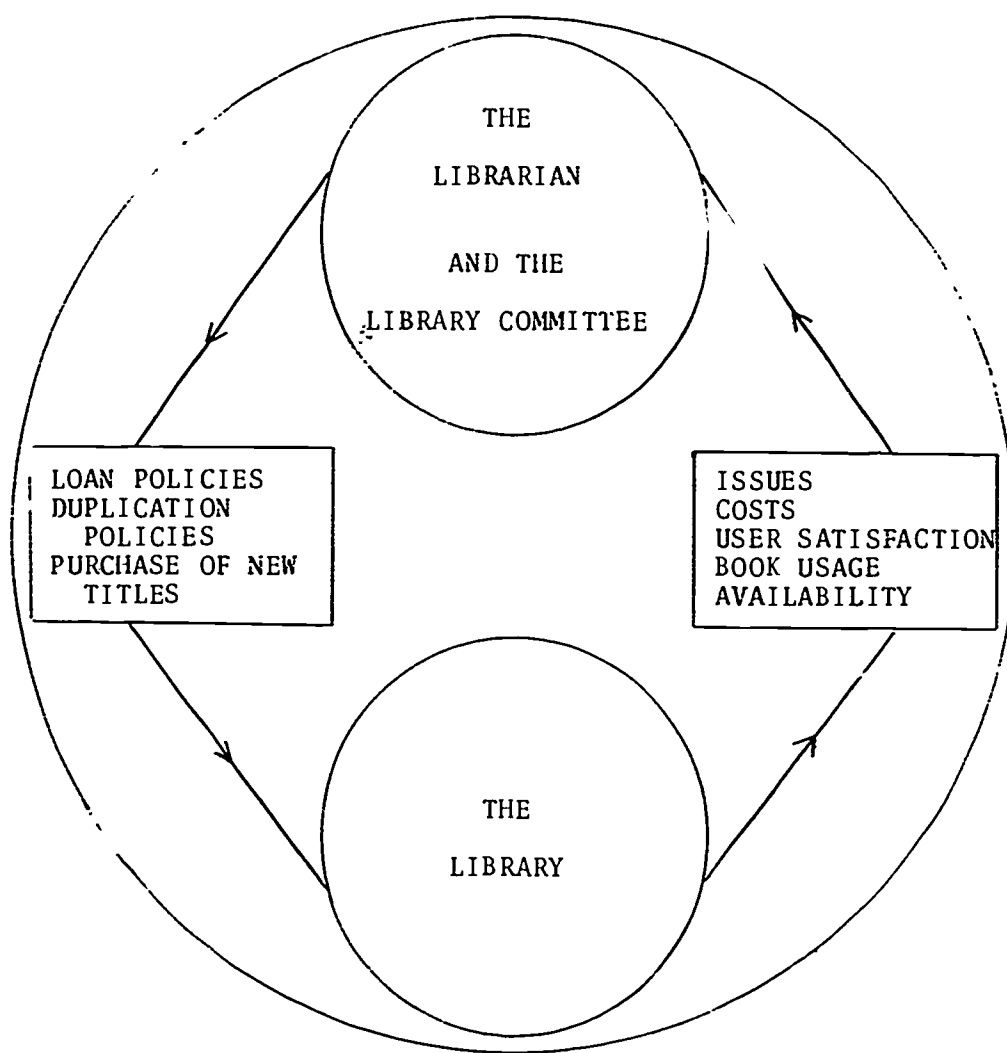 THE
LIBRARIAN
AND THE
LIBRARY COMMITTEE
LOAN POLICIES
DUPLICATION
POLICIES
PURCHASE OF NEW
TITLES
ISSUES
COSTS
USER SATISFACTION
BOOK USAGE
AVAILABILITY
THE
LIBRARY